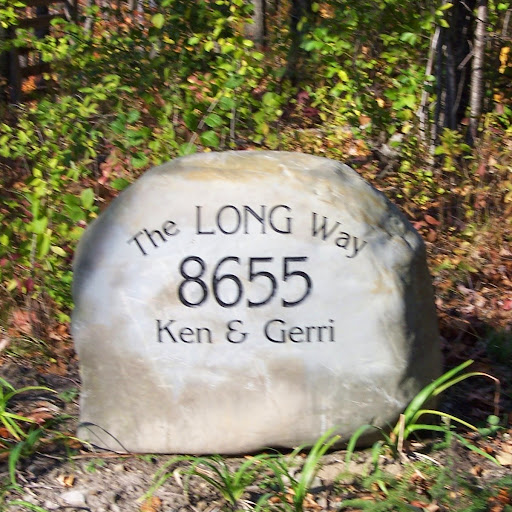 The LONG Way
8655
Ken & Gerri